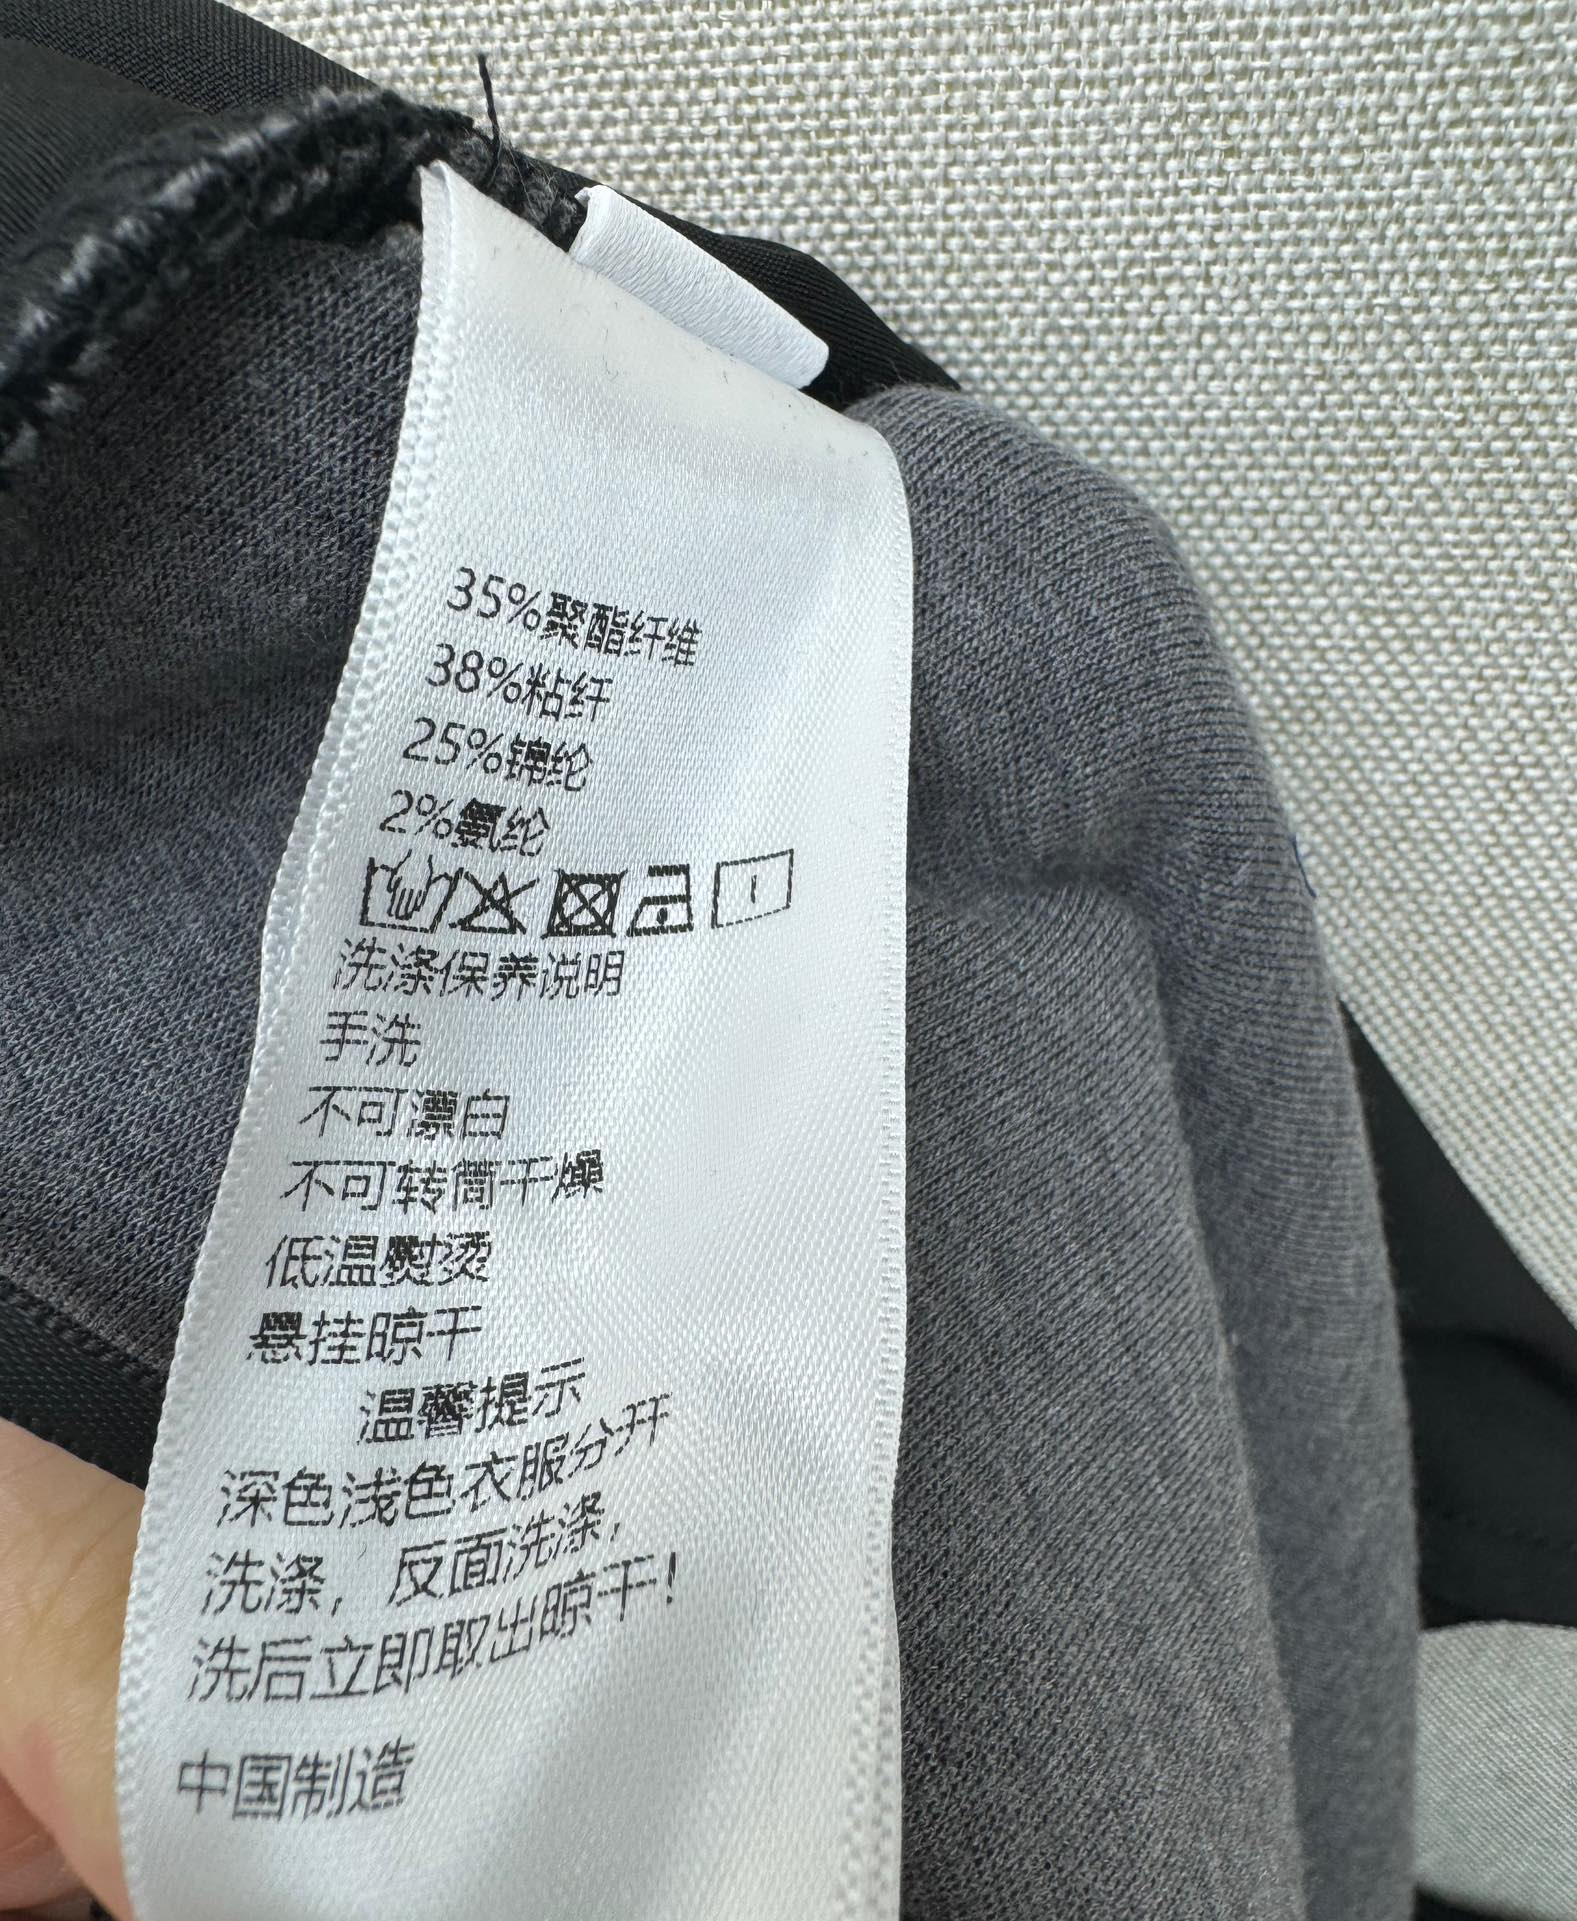 35%聚酯纤维
38%粘纤
25%锦纶
2%氨纶
洗涤保养说明
手洗
不可漂白
不可转筒干燥
低温熨烫
悬挂晾干
温馨提示
深色浅色衣服分开
洗涤，反面洗涤，
洗后立即取出晾干！
中国制造